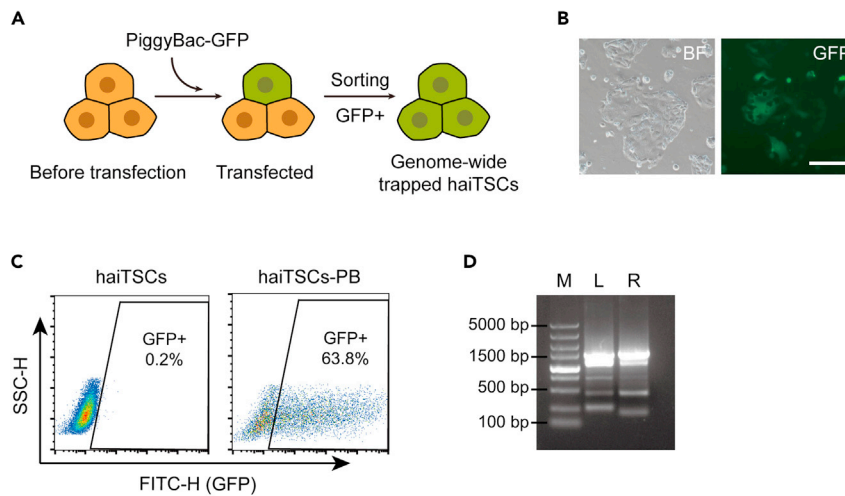 A
PiggyBac-GFP
Sorting
GFP+
Before transfection
Transfected
Genome-wide
trapped haiTSCs
B
BF
GFP
C
haiTSCs
haiTSCs-PB
GFP+
0.2%
GFP+
63.8%
SSC-H
FITC-H (GFP)
D
M L R
5000 bp
1500 bp
500 bp
100 bp